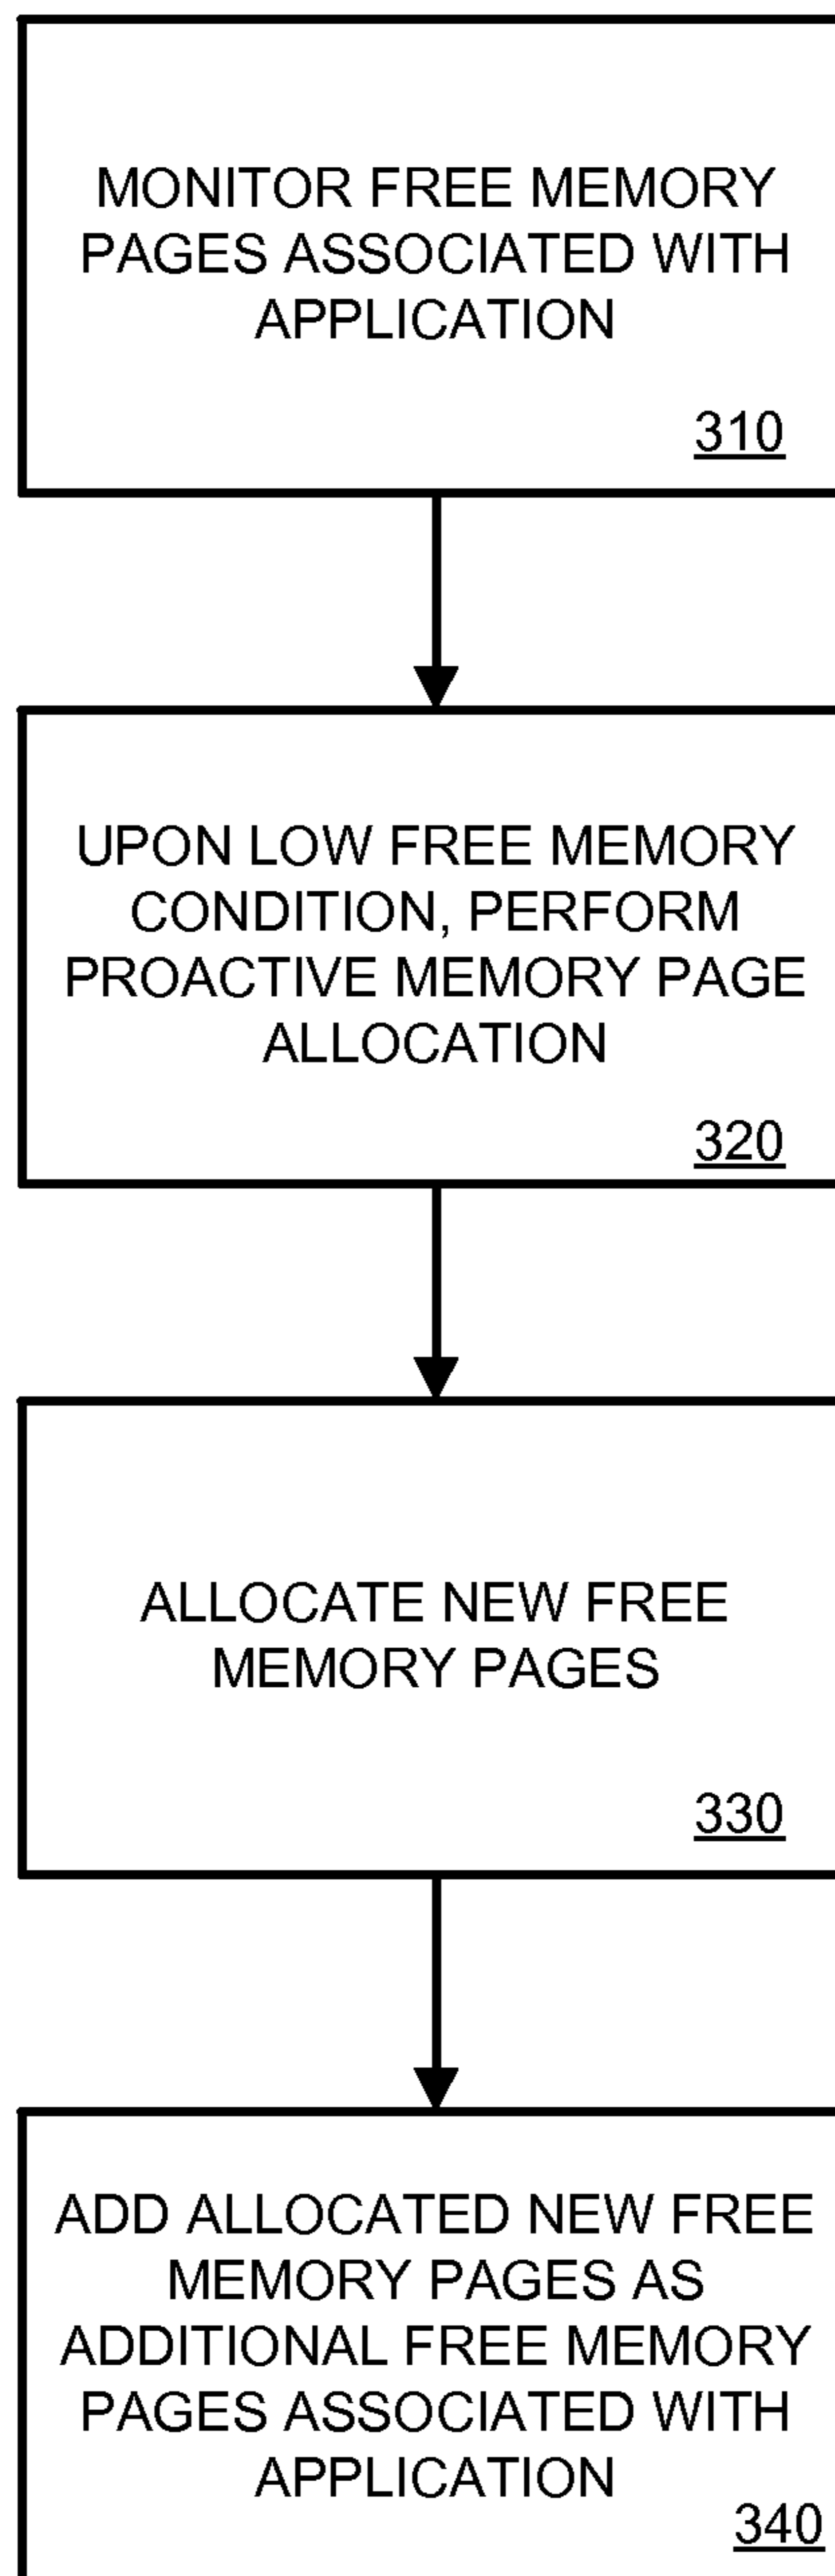 MONITOR FREE MEMORY
PAGES ASSOCIATED WITH
APPLICATION
310
UPON LOW FREE MEMORY
CONDITION, PERFORM
PROACTIVE MEMORY PAGE
ALLOCATION
320
ALLOCATE NEW FREE
MEMORY PAGES
330
ADD ALLOCATED NEW FREE
MEMORY PAGES AS
ADDITIONAL FREE MEMORY
PAGES ASSOCIATED WITH
APPLICATION
340